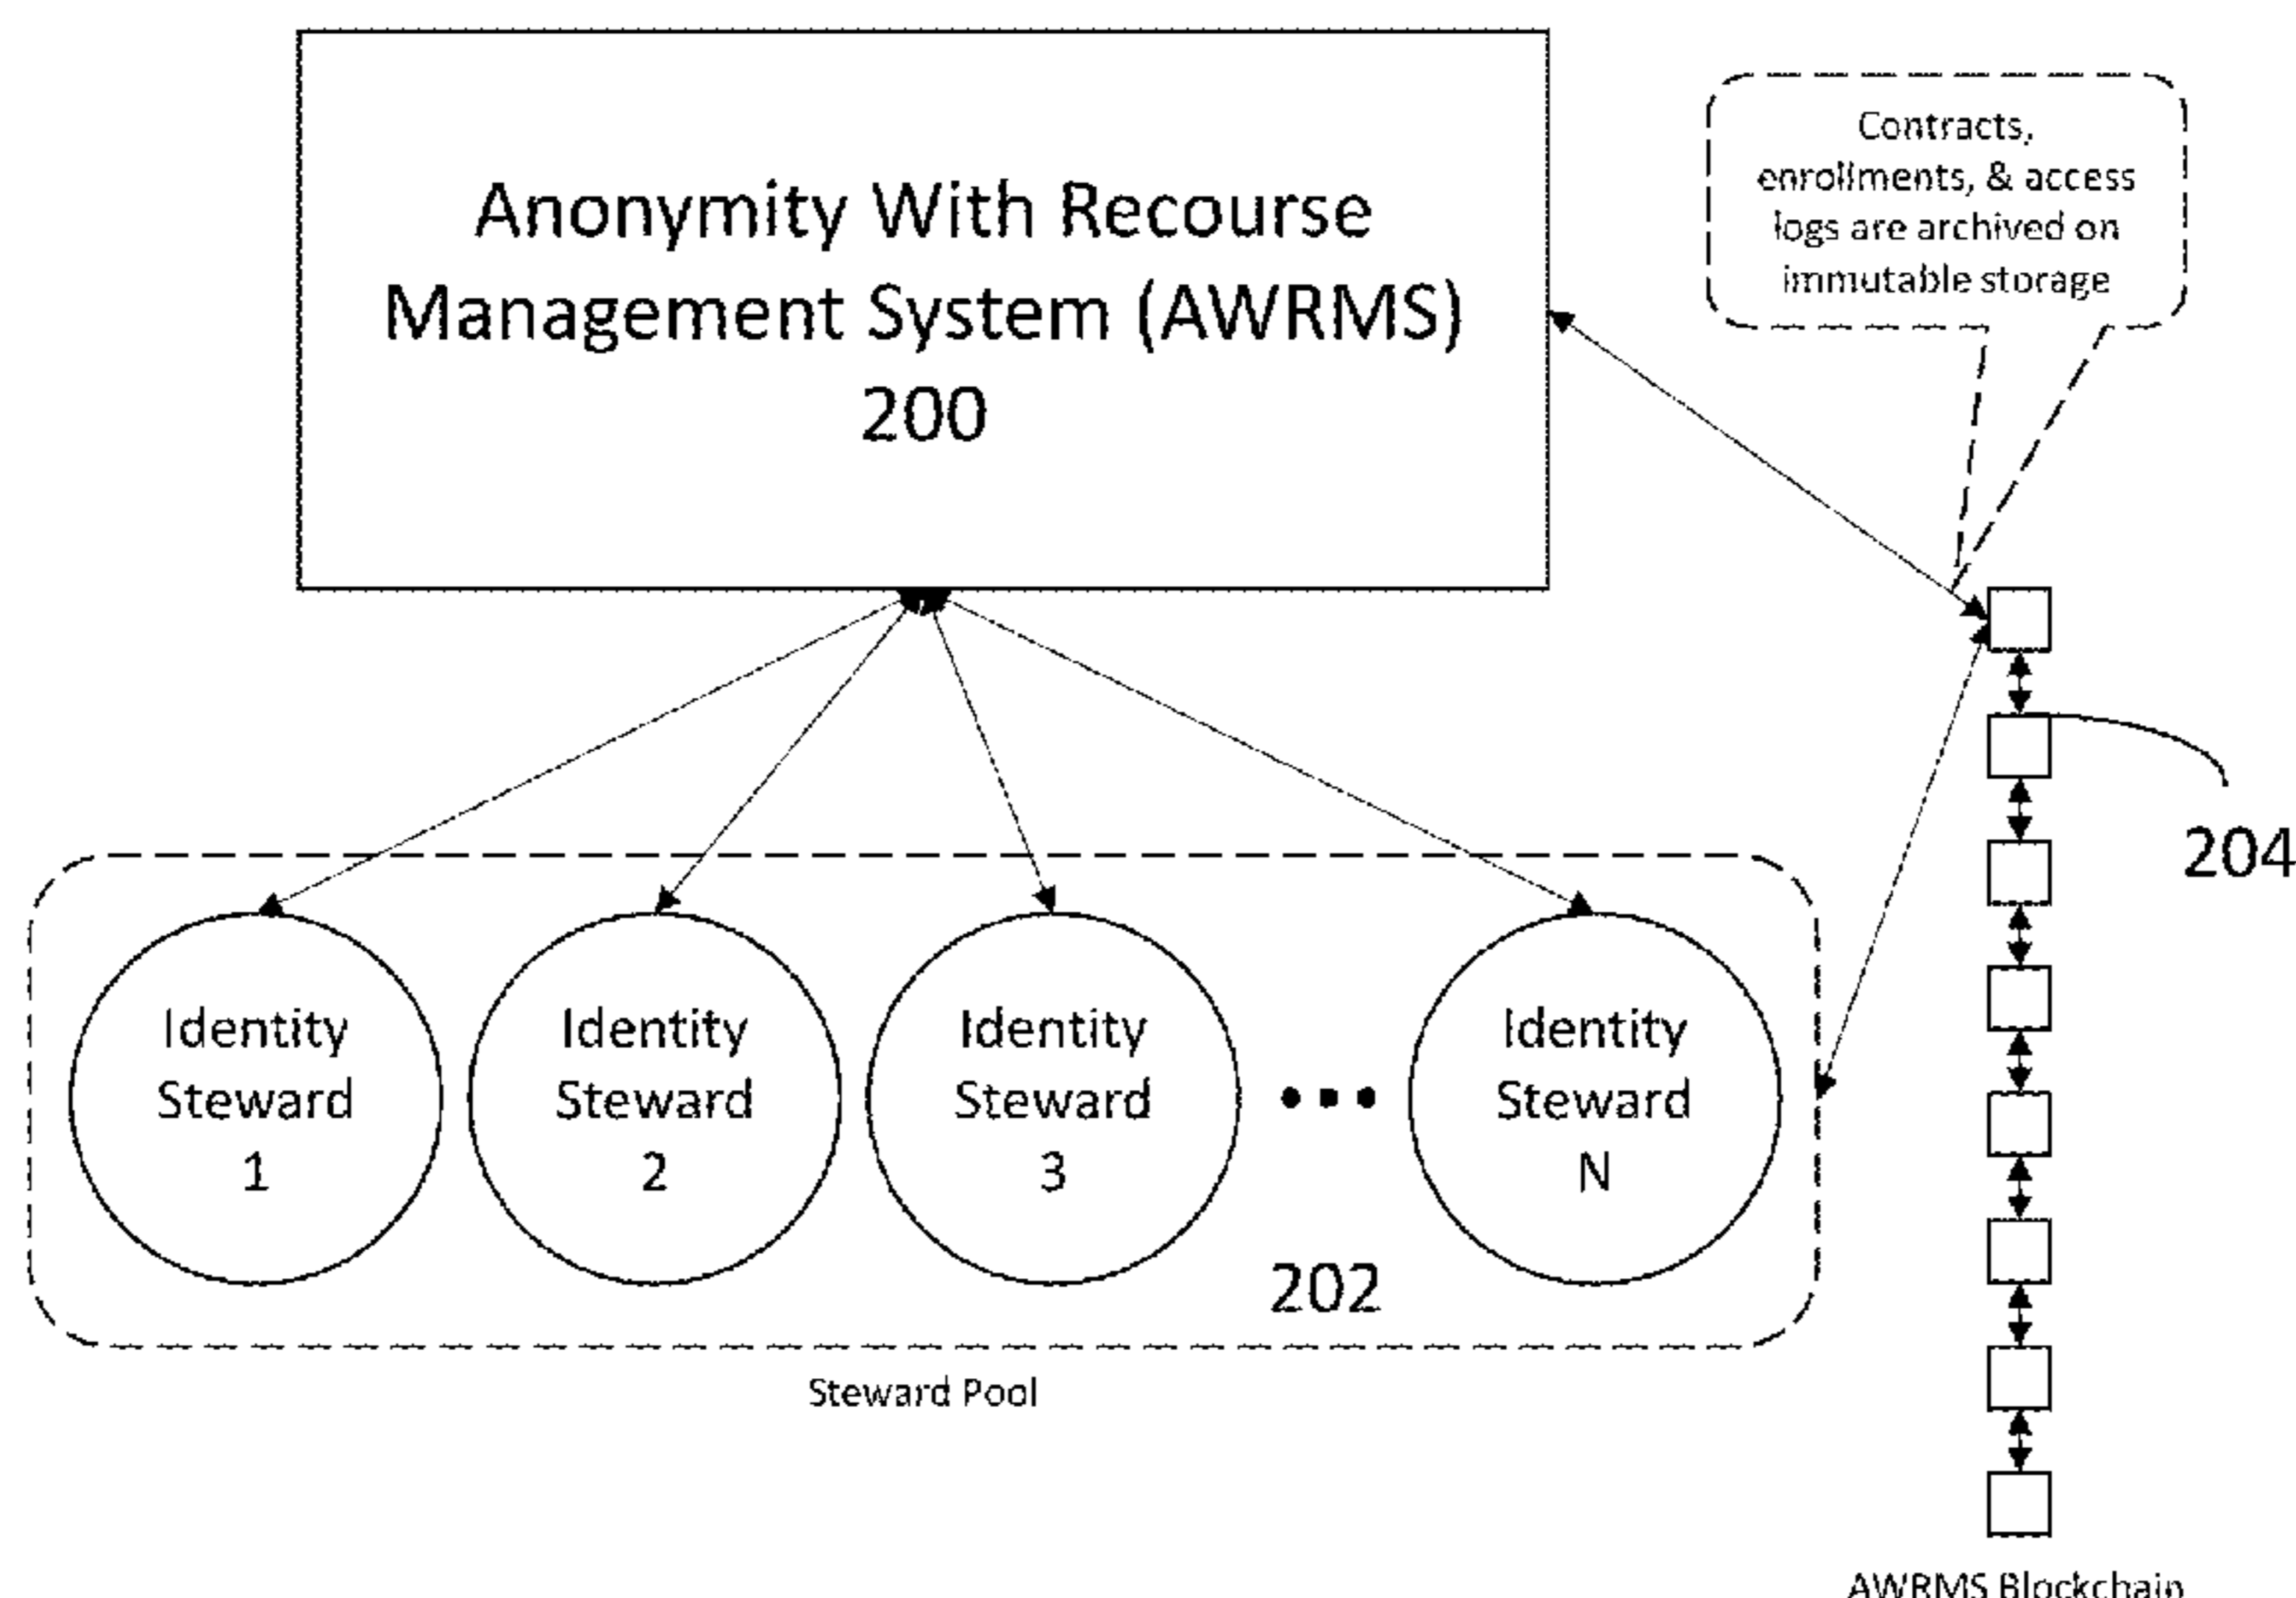 Anonymity With Recourse
Management System (AWRMS)
200
Contracts,
enrollments, & access
logs are archived on
immutable storage
204
Identity
Steward
1
Identity
Steward
2
Identity
Steward
3
Identity
Steward
N
202
Steward Pool
AWRMS Blockchain